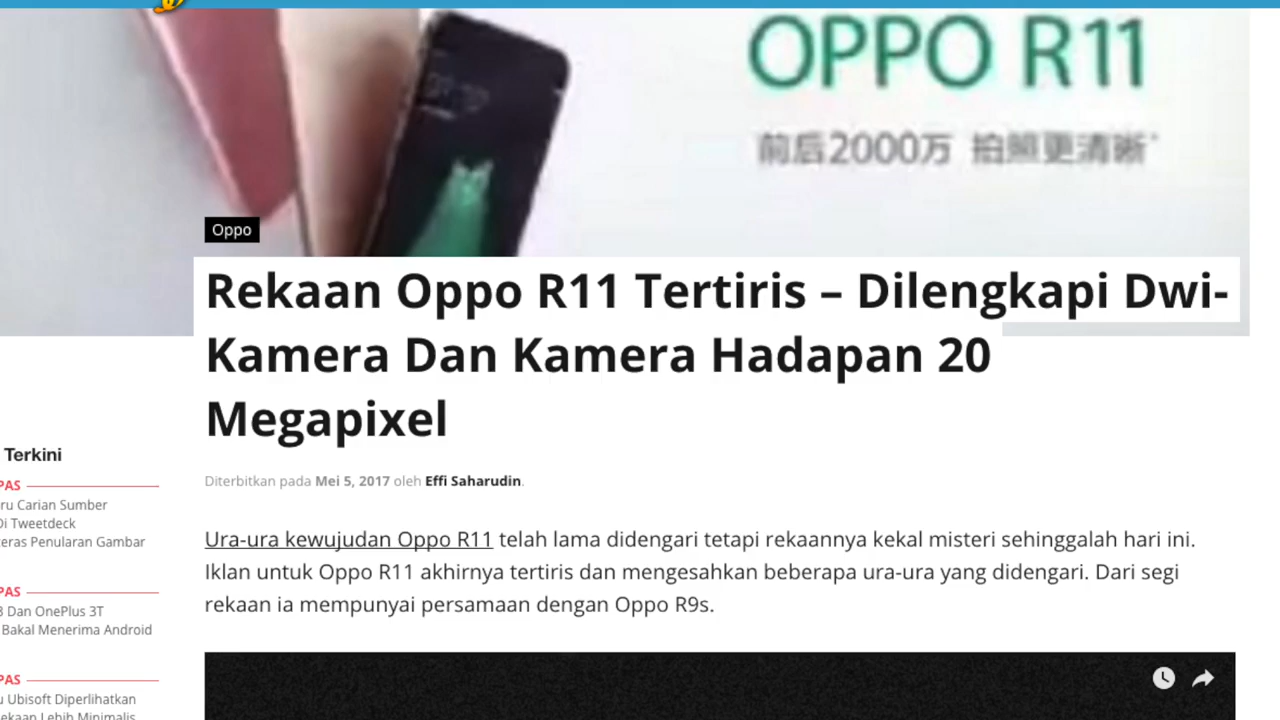 OPPO R11
前后2000万 拍照更清晰
Oppo
Rekaan Oppo R11 Tertiris – Dilengkapi Dwi-
Kamera Dan Kamera Hadapan 20
Megapixel
Diterbitkan pada Mei 5, 2017 oleh Effi Saharudin.
Ura-ura kewujudan Oppo R11 telah lama didengari tetapi rekaannya kekal misteri sehinggalah hari ini.
Iklan untuk Oppo R11 akhirnya tertiris dan mengesahkan beberapa ura-ura yang didengari. Dari segi
rekaan ia mempunyai persamaan dengan Oppo R9s.
Terkini
PAS
ru Carian Sumber
Di Tweetdeck
eras Penularan Gambar
PAS
3 Dan OnePlus 3T
Bakal Menerima Android
PAS
u Ubisoft Diperlihatkan
ekaan Lebih Minimalis